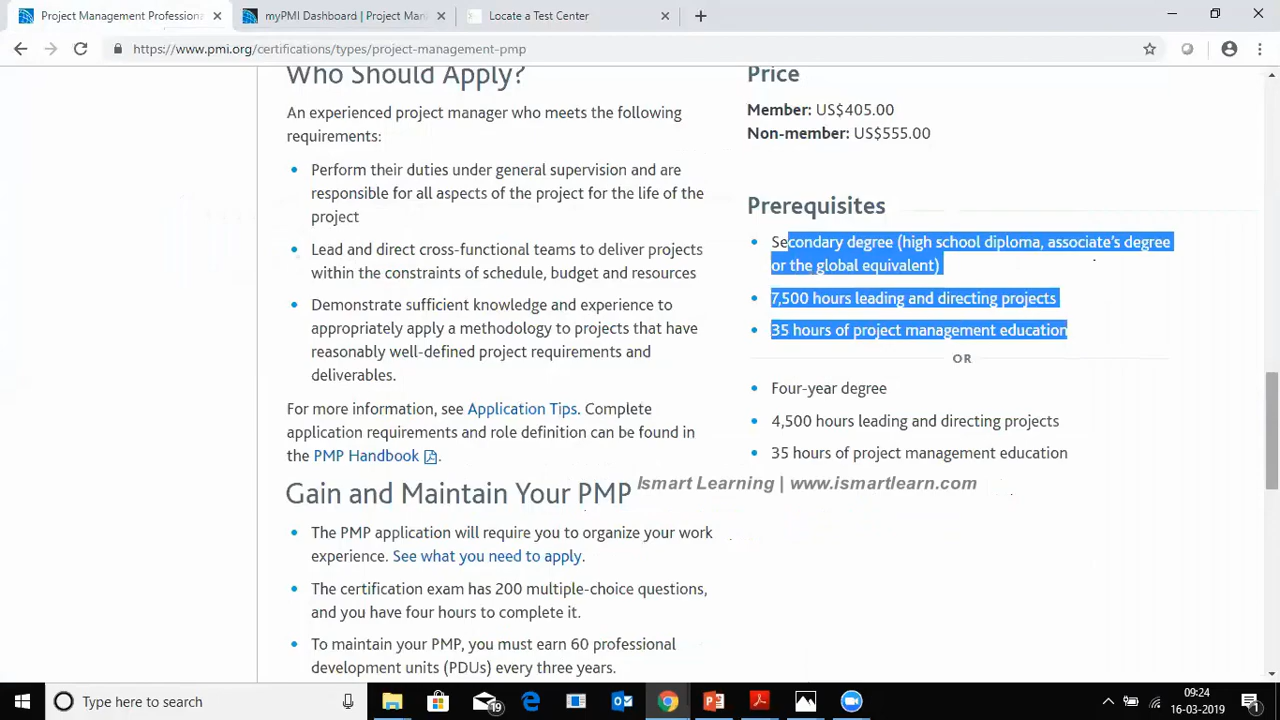 Project Management Professiona
myPMI Dashboard | Project Man
Locate a Test Center
https://www.pmi.org/certifications/types/project-management-pmp
Who Should Apply?
An experienced project manager who meets the following
requirements:
• Perform their duties under general supervision and are
responsible for all aspects of the project for the life of the
project
• Lead and direct cross-functional teams to deliver projects
within the constraints of schedule, budget and resources
• Demonstrate sufficient knowledge and experience to
appropriately apply a methodology to projects that have
reasonably well-defined project requirements and
deliverables.
For more information, see Application Tips. Complete
application requirements and role definition can be found in
the PMP Handbook.
Gain and Maintain Your PMP
• The PMP application will require you to organize your work
experience. See what you need to apply.
• The certification exam has 200 multiple-choice questions,
and you have four hours to complete it.
• To maintain your PMP, you must earn 60 professional
development units (PDUs) every three years.
Price
Member: US$405.00
Non-member: US$555.00
Prerequisites
• Secondary degree (high school diploma, associate's degree
or the global equivalent)
• 7,500 hours leading and directing projects
• 35 hours of project management education
OR
• Four-year degree
• 4,500 hours leading and directing projects
• 35 hours of project management education
Ismart Learning | www.ismartlearn.com
Type here to search
19
09:24
16-03-2019
1